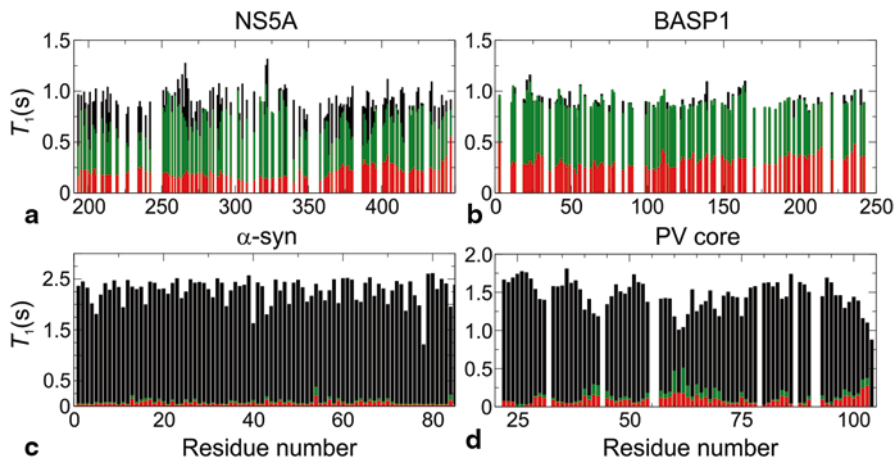 NS5A
BASP1
T₁(s)
1.5
1.0
0.5
0
200 250 300 350 400
a
1.5
1.0
0.5
0
0 50 100 150 200 250
b
α-syn
PV core
T₁(s)
2.5
1.5
0.5
0
0 20 40 60 80
Residue number
c
2.0
1.5
1.0
0.5
0
25 50 75 100
Residue number
d